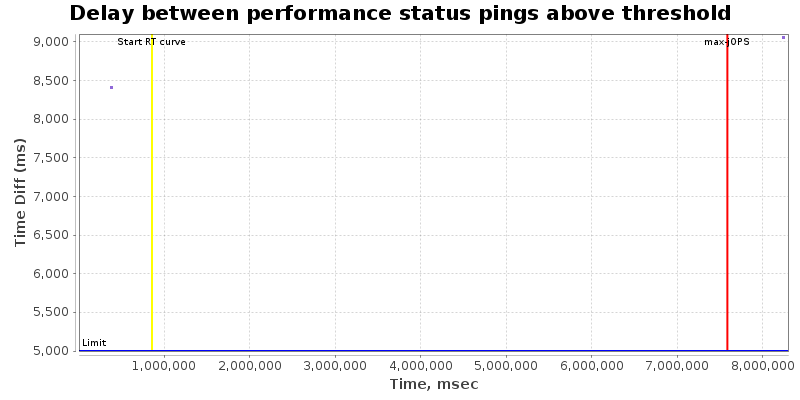 Delay between performance status pings above threshold
9,000
8,500
8,000
7,500
7,000
6,500
6,000
5,500
5,000
Time Diff (ms)
Start RT curve
max-jOPS
Limit
1,000,000 2,000,000 3,000,000 4,000,000 5,000,000 6,000,000 7,000,000 8,000,000
Time, msec